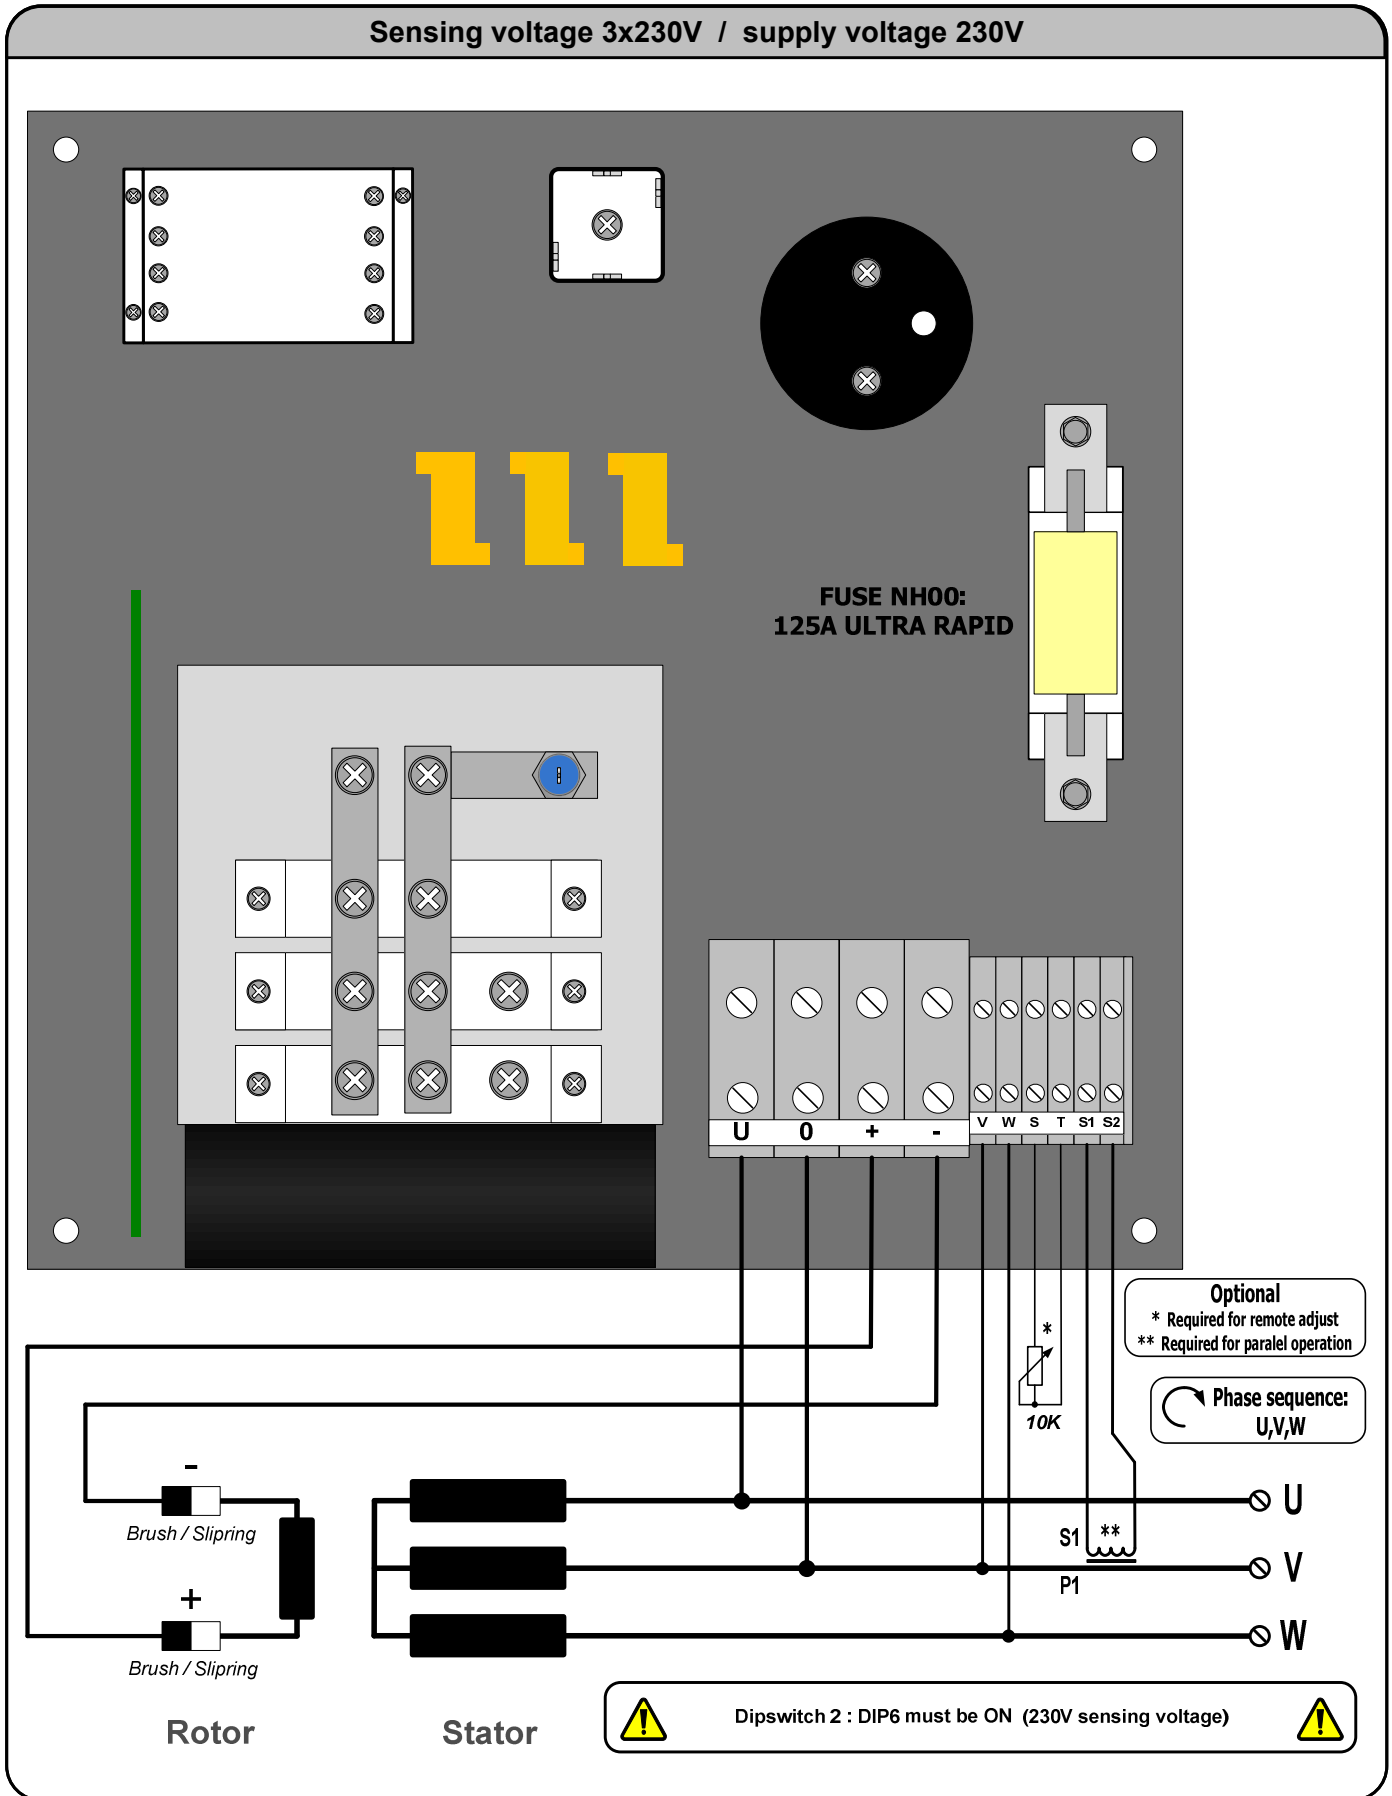 Sensing voltage 3x230V / supply voltage 230V
FUSE NH00:
125A ULTRA RAPID
U 0 + - V W S T S1 S2
Optional
* Required for remote adjust
** Required for paralel operation
*
10K
Phase sequence:
U,V,W
-
Brush / Slipring
+
Brush / Slipring
U
S1 **
V
P1
W
Rotor
Stator
Dipswitch 2 : DIP6 must be ON (230V sensing voltage)